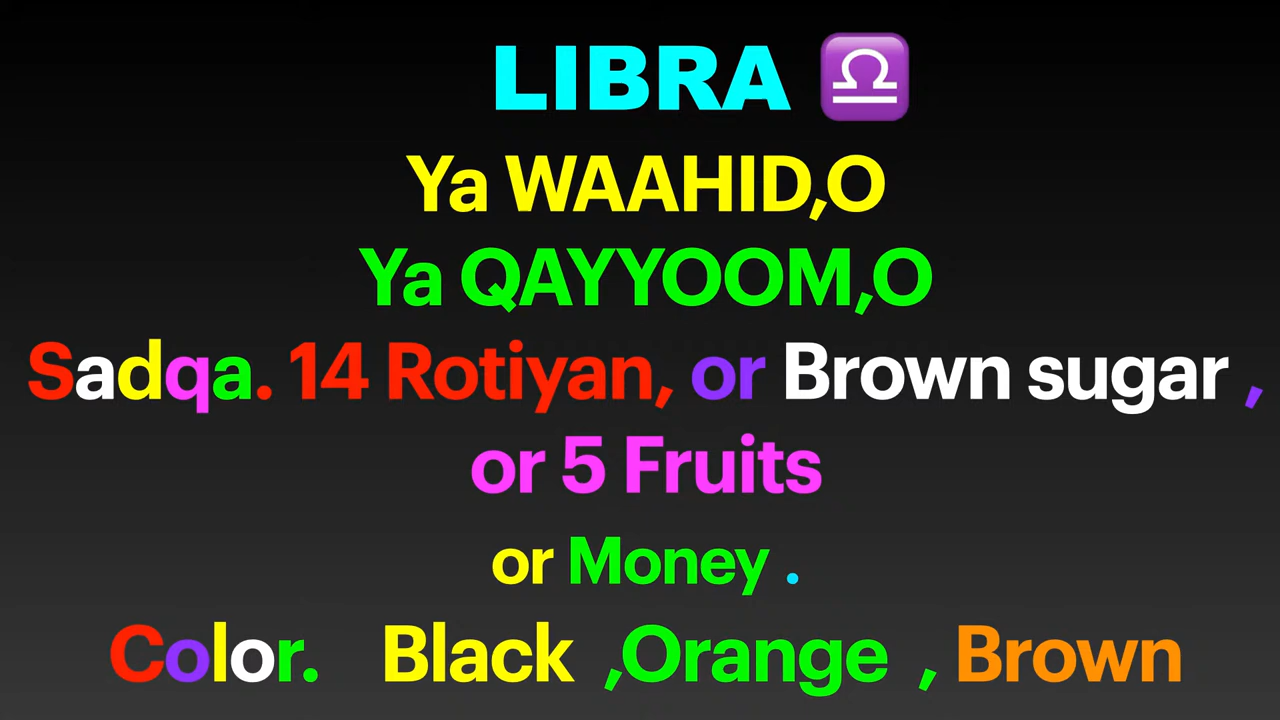 LIBRA ♎
Ya WAAHID,O
Ya QAYYOOM,O
Sadqa. 14 Rotiyan, or Brown sugar ,
or 5 Fruits
or Money .
Color. Black ,Orange , Brown